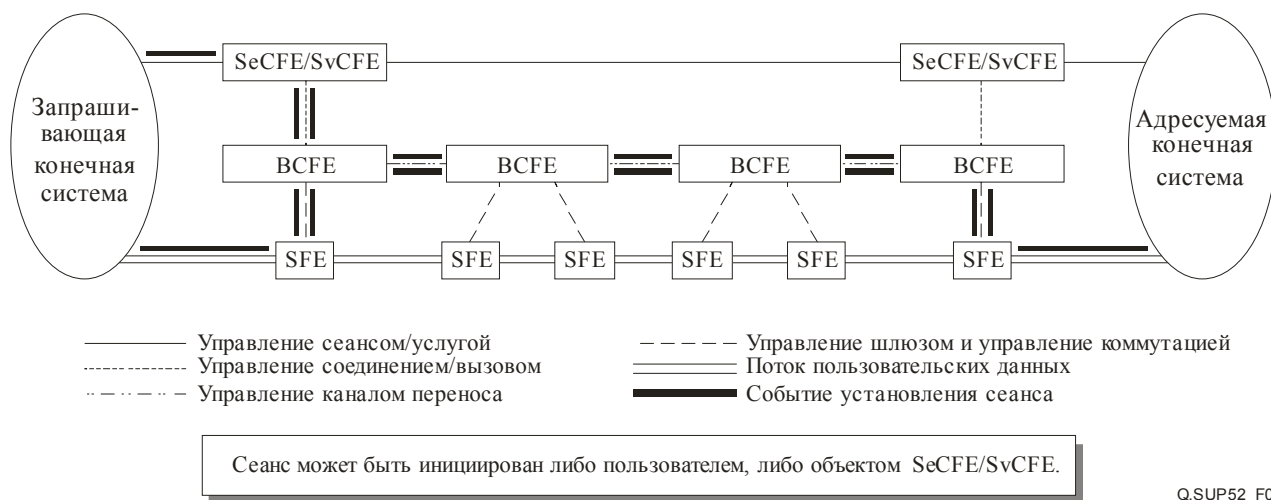 SeCFE/SvCFE
SeCFE/SvCFE
Запраши-
вающая
конечная
система
Адресуемая
конечная
система
BCFE
BCFE
BCFE
BCFE
SFE
SFE
SFE
SFE
SFE
SFE
Управление сеансом/услугой
Управление соединением/вызовом
Управление каналом переноса
Управление шлюзом и управление коммутацией
Поток пользовательских данных
Событие установления сеанса
Сеанс может быть инициирован либо пользователем, либо объектом SeCFE/SvCFE.